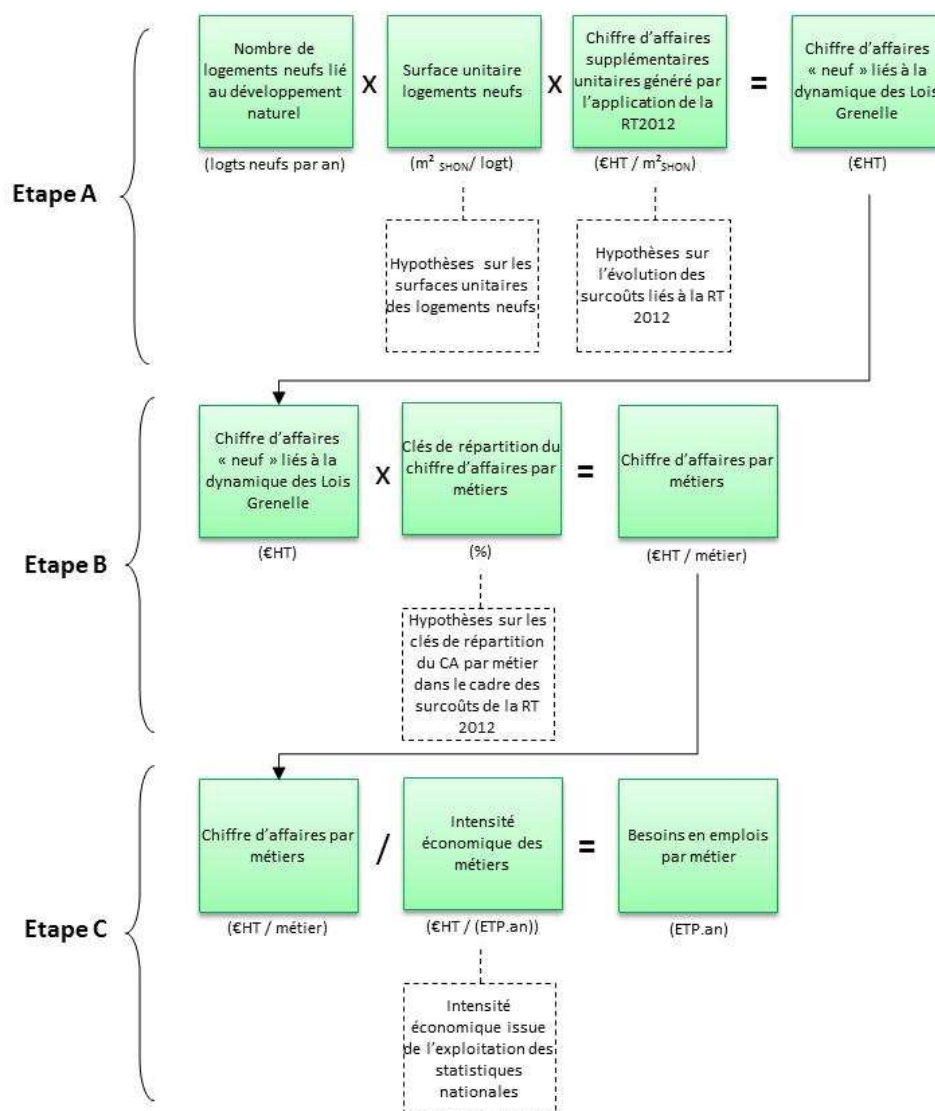 Nombre de
logements neufs lié
au développement
naturel
(logts neufs par an)
x
Surface unitaire
logements neufs
(m² SHON/ logt)
x
Chiffre d'affaires
supplémentaires
unitaires généré par
l'application de la
RT2012
(€HT / m²SHON)
=
Chiffre d'affaires
« neuf » liés à la
dynamique des Lois
Grenelle
(€HT)
Etape A
Hypothèses sur les
surfaces unitaires
des logements neufs
Hypothèses sur
l'évolution des
surcoûts liés à la RT
2012
Etape B
Chiffre d'affaires
« neuf » liés à la
dynamique des Lois
Grenelle
(€HT)
x
Clés de répartition du
chiffre d'affaires par
métiers
(%)
=
Chiffre d'affaires par
métiers
(€HT / métier)
Hypothèses sur les
clés de répartition
du CA par métier
dans le cadre des
surcoûts de la RT
2012
Etape C
Chiffre d'affaires par
métiers
(€HT / métier)
/
Intensité
économique des
métiers
(€HT / (ETP.an))
=
Besoins en emplois
par métier
(ETP.an)
Intensité
économique issue
de l'exploitation des
statistiques
nationales